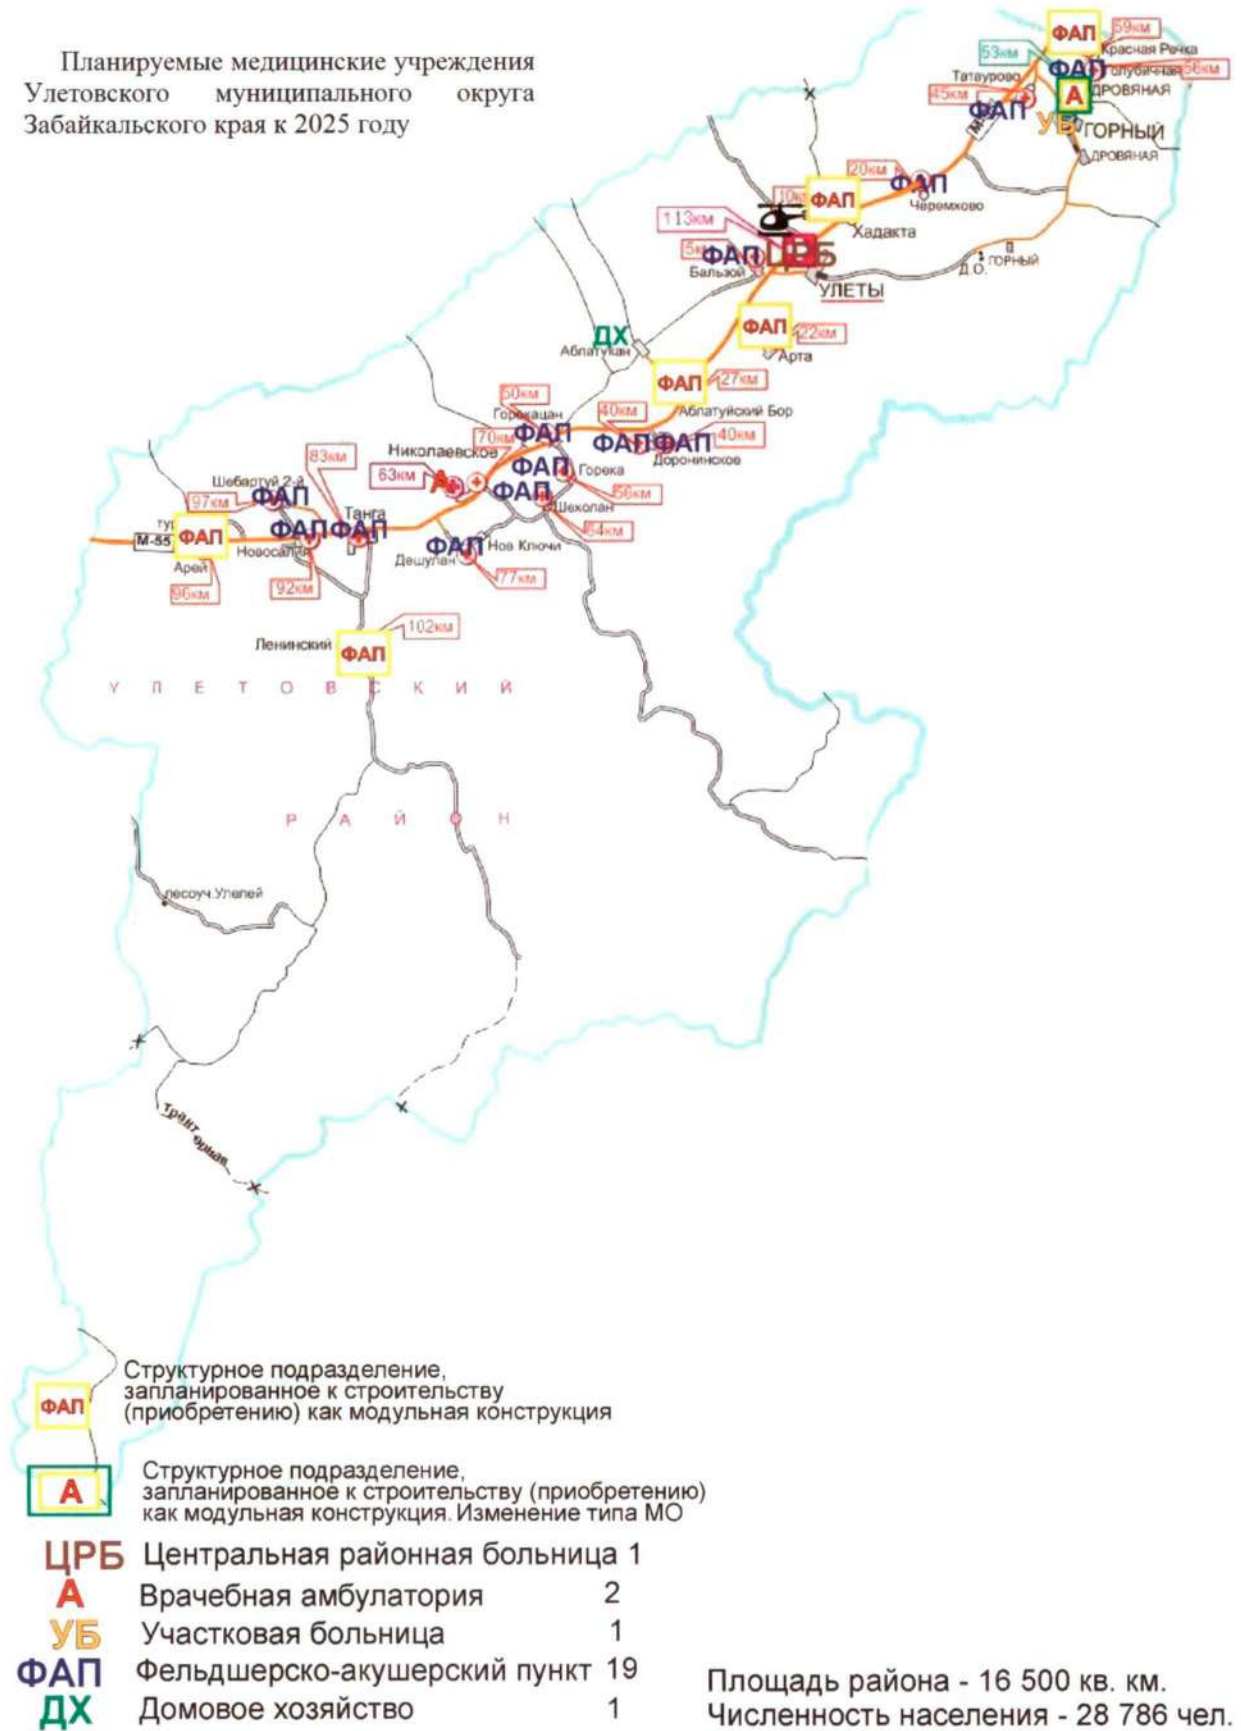 Планируемые медицинские учреждения
Улетовского муниципального округа
Забайкальского края к 2025 году
ФАП
59км
Красная Речка
53км
ФАП
Голубичная
56км
Татаурово
45км
ФАП
А
ДРОВЯНАЯ
УБ
ГОРНЫЙ
ДРОВЯНАЯ
20км
ФАП
Черемхово
ФАП
Хадакта
113км
5км
ФАП
ЦРБ
Бальзой
УЛЕТЫ
Д.О.
ГОРНЫЙ
ДХ
Аблатукан
ФАП
22км
Арта
ФАП
27км
Аблатуйский Бор
50км
Горекацан
ФАП
40км
ФАП
ФАП
40км
Доронинское
70км
Николаевское
63км
А
ФАП
Горека
56км
ФАП
Шехолан
64км
83км
Шебартуй 2-й
97км
ФАП
Танга
ФАП
ФАП
М-55
ФАП
Арей
96км
92км
Дешулан
ФАП
Нов Ключи
77км
Ленинский
ФАП
102км
УЛЕТОВСКИЙ
РАЙОН
лесоуч.Улелей
Тракт
ФАП
Структурное подразделение,
запланированное к строительству
(приобретению) как модульная конструкция
А
Структурное подразделение,
запланированное к строительству (приобретению)
как модульная конструкция. Изменение типа МО
ЦРБ Центральная районная больница 1
А Врачебная амбулатория 2
УБ Участковая больница 1
ФАП Фельдшерско-акушерский пункт 19
ДХ Домовое хозяйство 1
Площадь района - 16 500 кв. км.
Численность населения - 28 786 чел.